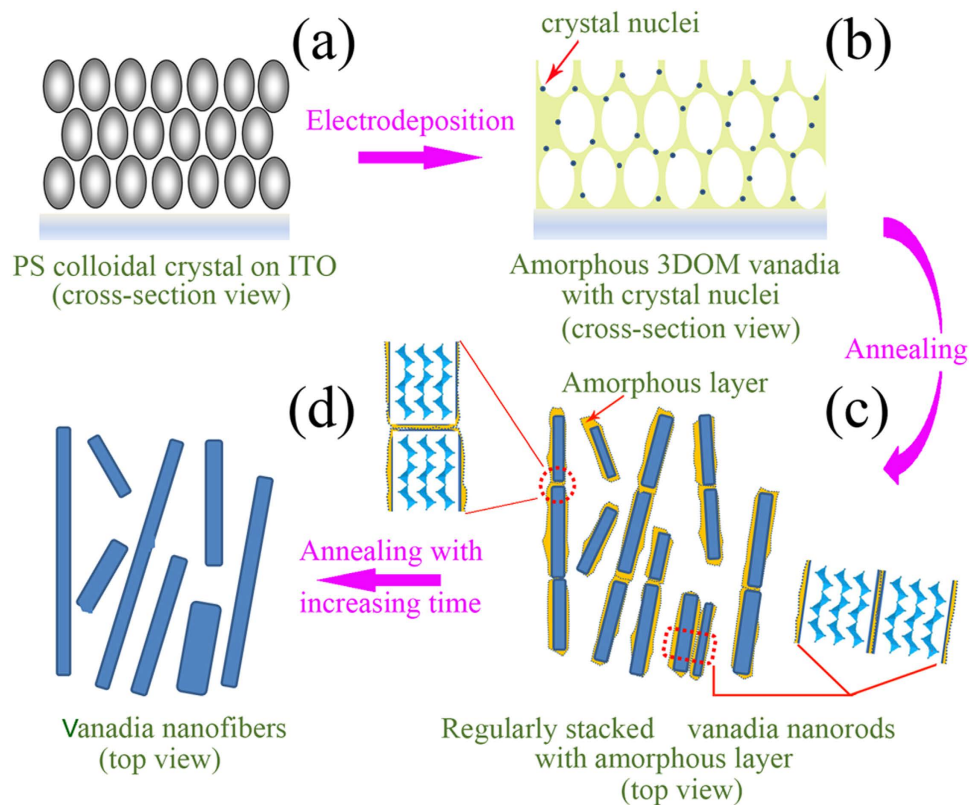 (a)
crystal nuclei
(b)
Electrodeposition
PS colloidal crystal on ITO
(cross-section view)
Amorphous 3DOM vanadia
with crystal nuclei
(cross-section view)
Annealing
(d)
Amorphous layer
(c)
Annealing with
increasing time
Vanadia nanofibers
(top view)
Regularly stacked vanadia nanorods
with amorphous layer
(top view)